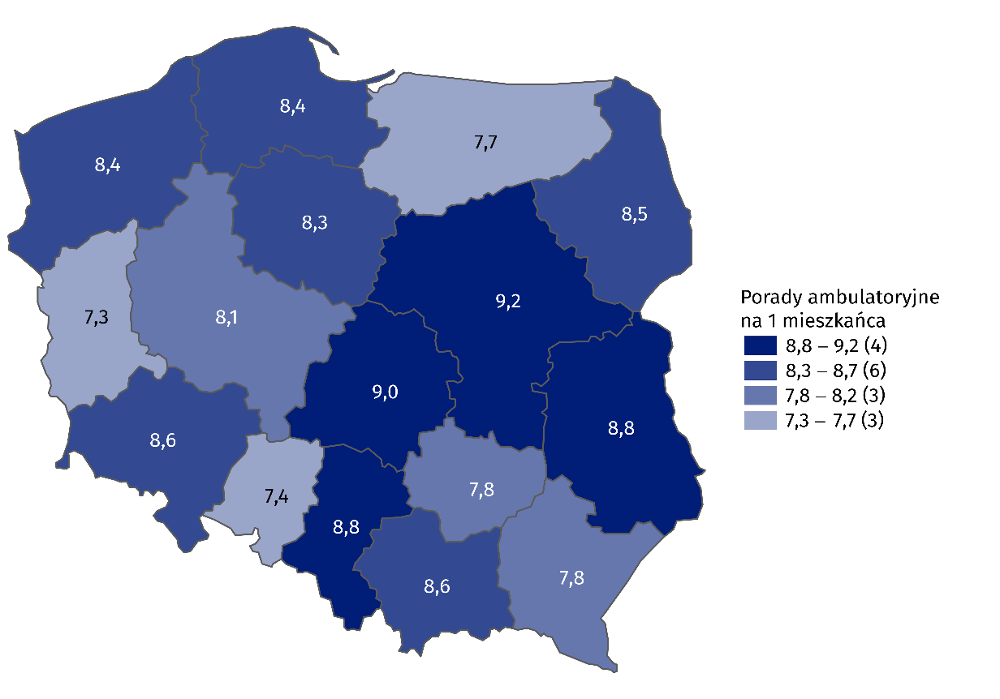 8,4
7,7
8,4
8,5
8,3
9,2
7,3
8,1
9,0
8,8
8,6
7,8
7,4
8,8
7,8
8,6
Porady ambulatoryjne
na 1 mieszkańca
8,8 – 9,2 (4)
8,3 – 8,7 (6)
7,8 – 8,2 (3)
7,3 – 7,7 (3)